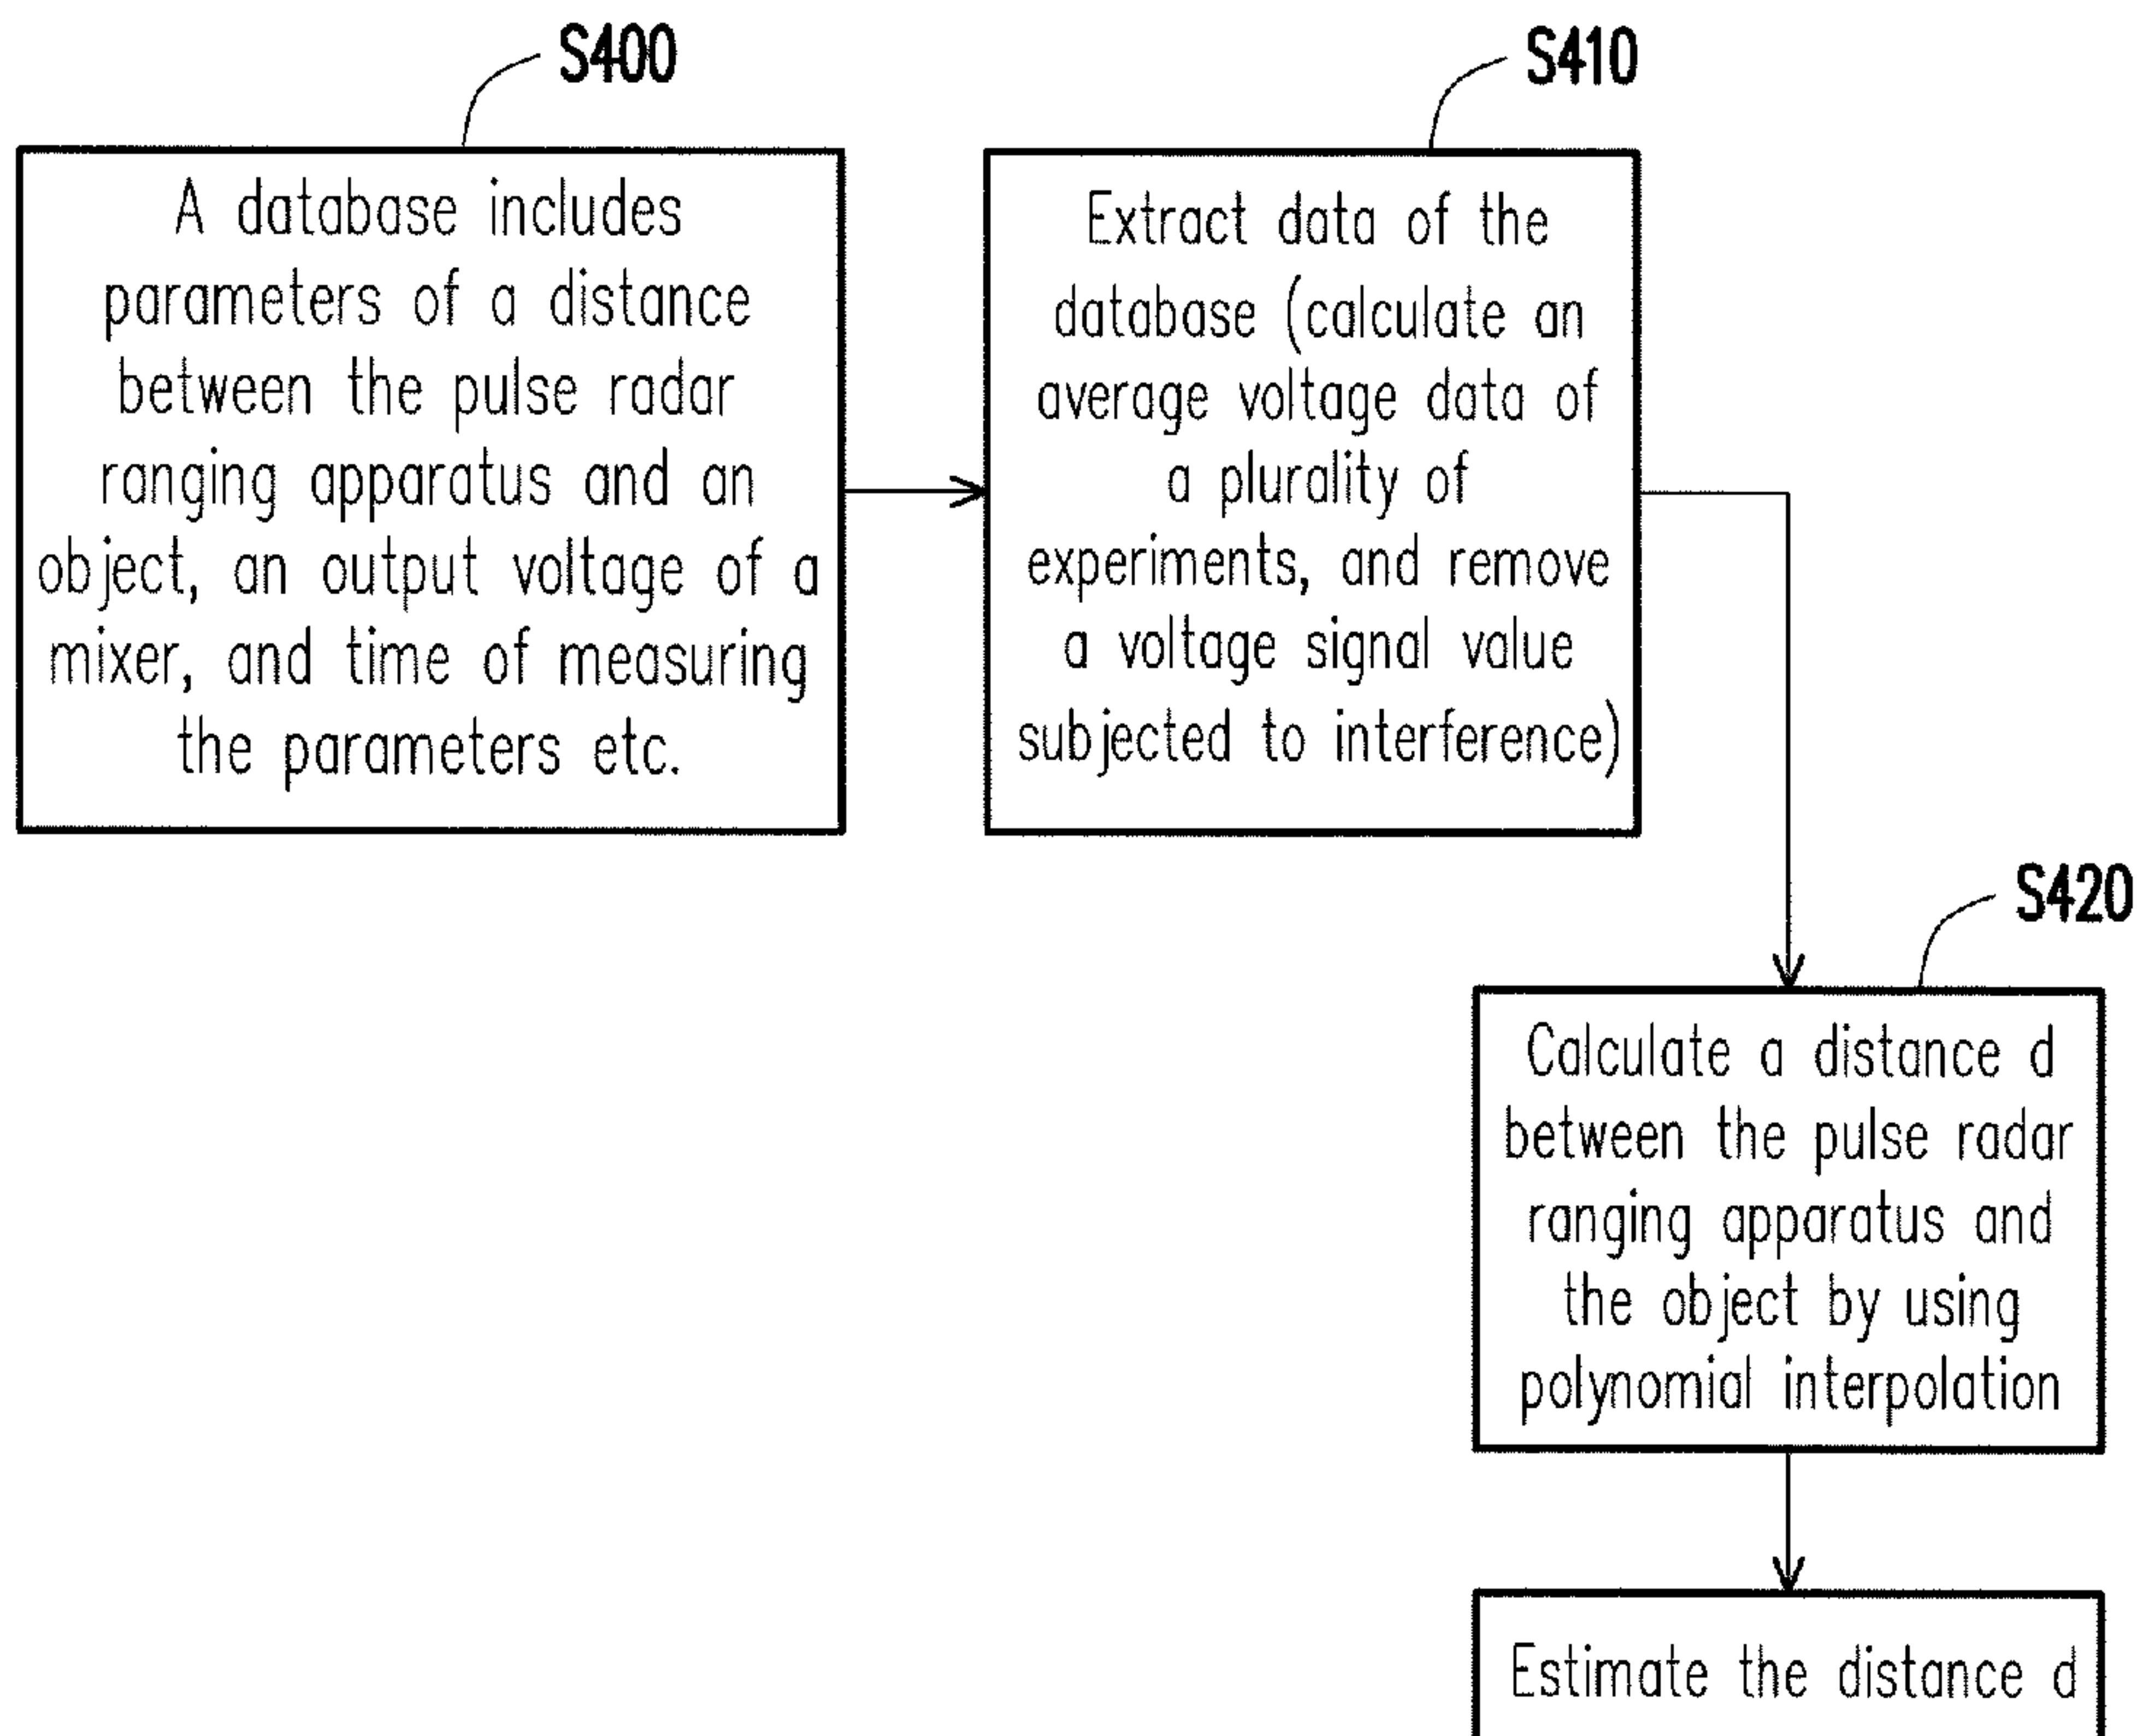 S400
A database includes
parameters of a distance
between the pulse radar
ranging apparatus and an
object, an output voltage of a
mixer, and time of measuring
the parameters etc.
S410
Extract data of the
database (calculate an
average voltage data of
a plurality of
experiments, and remove
a voltage signal value
subjected to interference)
S420
Calculate a distance d
between the pulse radar
ranging apparatus and
the object by using
polynomial interpolation
Estimate the distance d